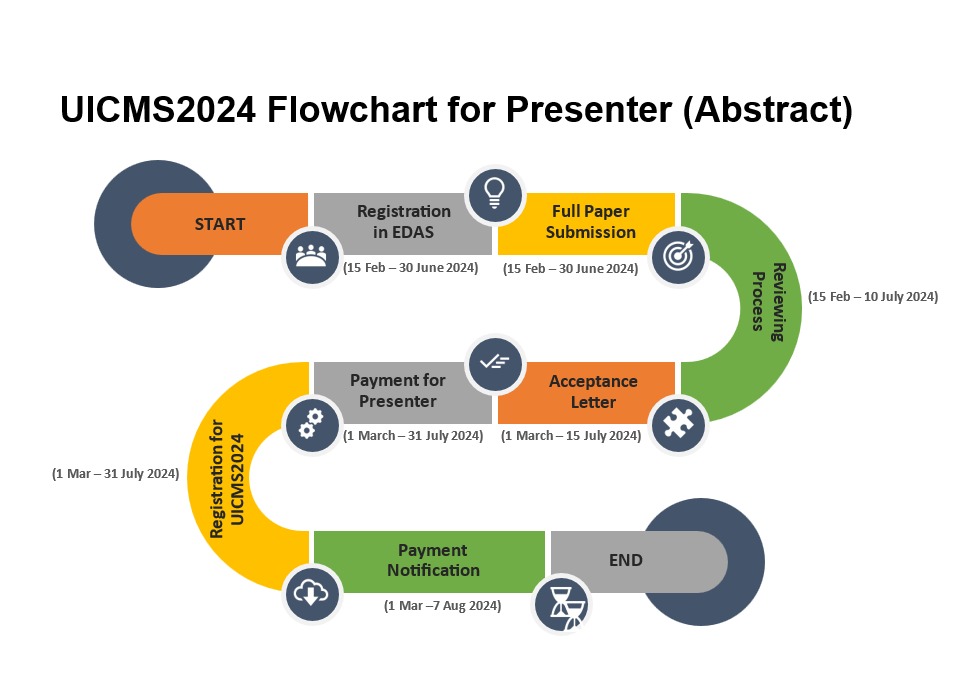 UICMS2024 Flowchart for Presenter (Abstract)
START
Registration
in EDAS
(15 Feb – 30 June 2024)
Full Paper
Submission
(15 Feb – 30 June 2024)
Reviewing
Process
(15 Feb – 10 July 2024)
Acceptance
Letter
(1 March – 15 July 2024)
Payment for
Presenter
(1 March – 31 July 2024)
Registration for
UICMS2024
(1 Mar – 31 July 2024)
Payment
Notification
(1 Mar –7 Aug 2024)
END